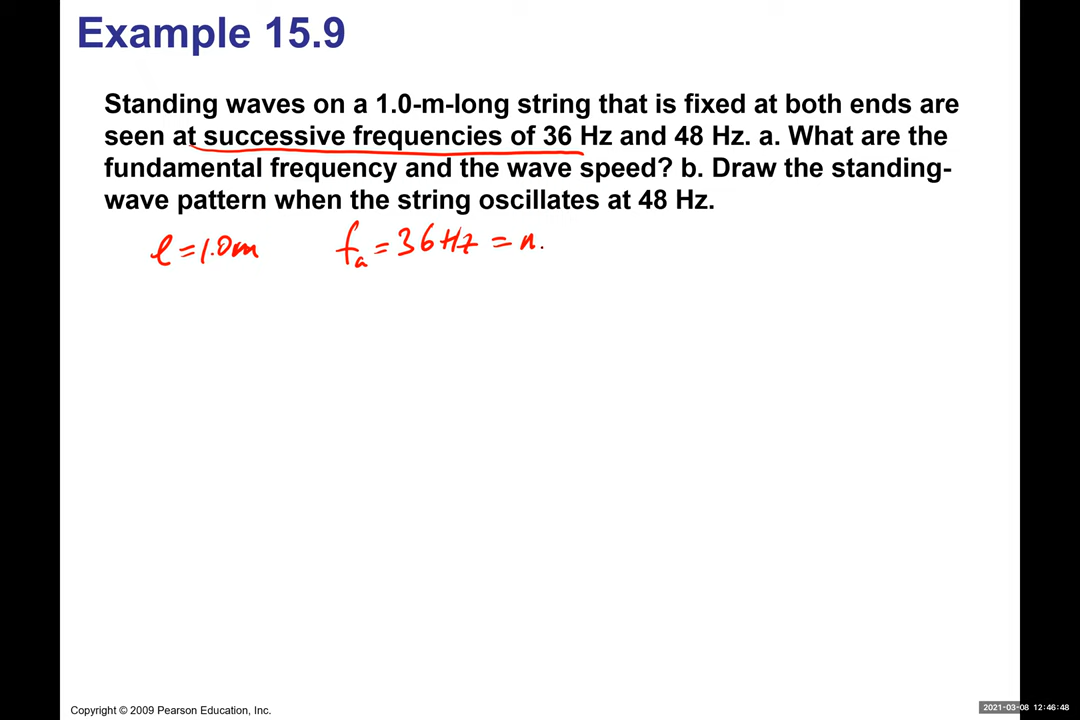 Example 15.9
Standing waves on a 1.0-m-long string that is fixed at both ends are
seen at successive frequencies of 36 Hz and 48 Hz. a. What are the
fundamental frequency and the wave speed? b. Draw the standing-
wave pattern when the string oscillates at 48 Hz.
ℓ = 1.0m fₐ = 36 Hz = n.
Copyright © 2009 Pearson Education, Inc.
2021-03-08 12:46:48